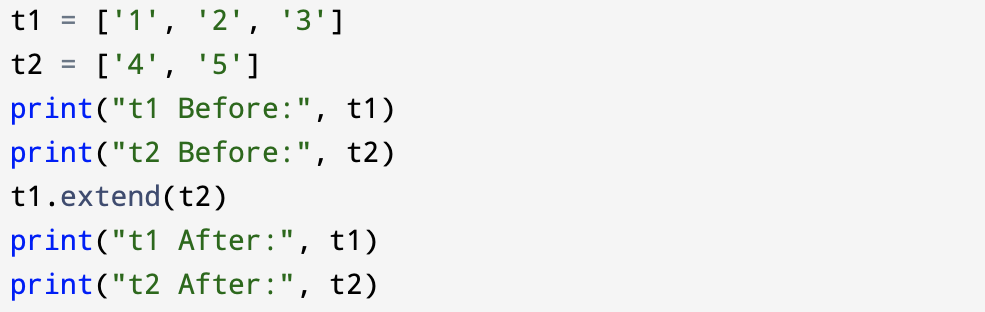 t1 = ['1', '2', '3']
t2 = ['4', '5']
print("t1 Before:", t1)
print("t2 Before:", t2)
t1.extend(t2)
print("t1 After:", t1)
print("t2 After:", t2)